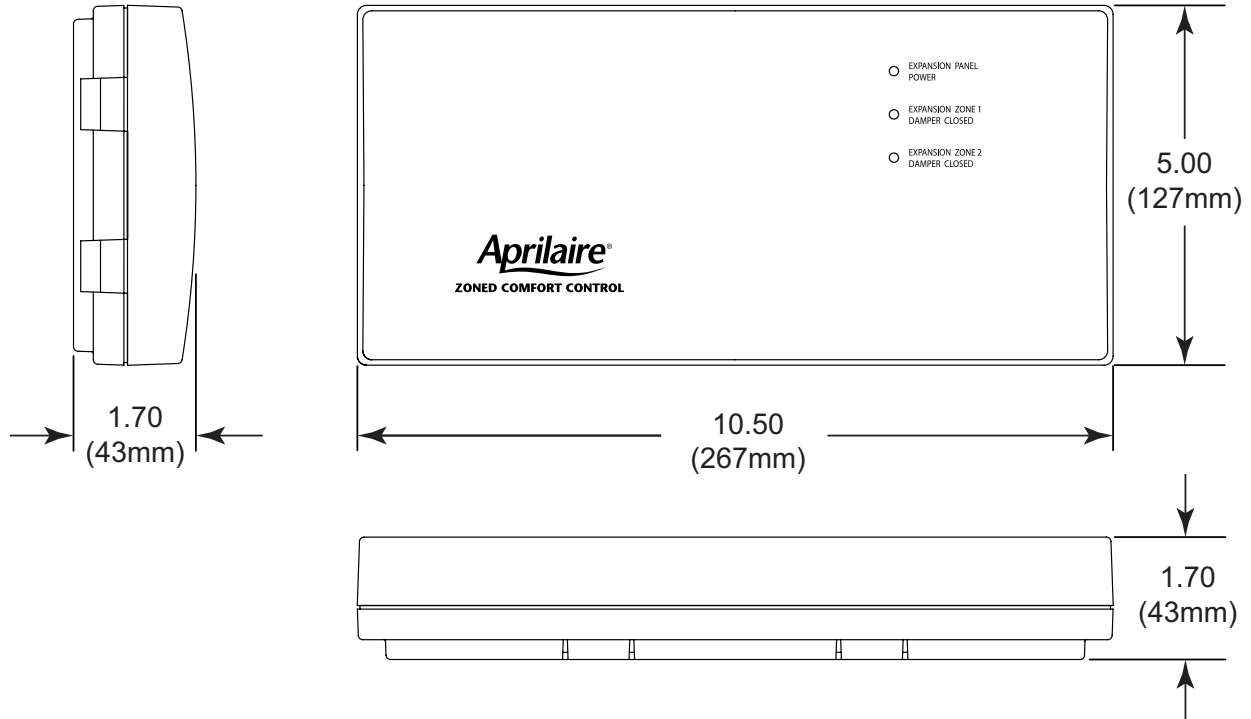 EXPANSION PANEL
POWER
EXPANSION ZONE 1
DAMPER CLOSED
EXPANSION ZONE 2
DAMPER CLOSED
5.00
(127mm)
Aprilaire®
ZONED COMFORT CONTROL
1.70
(43mm)
10.50
(267mm)
1.70
(43mm)